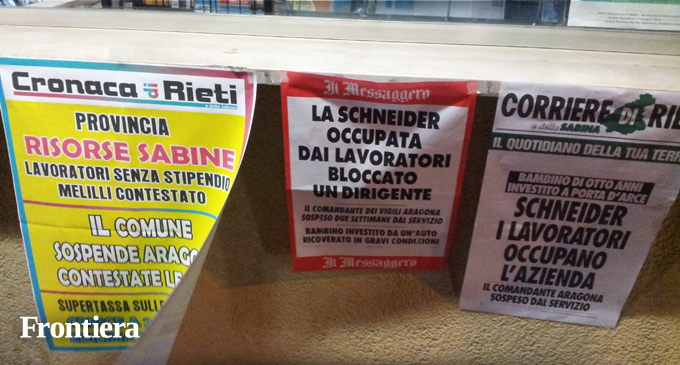 Cronaca di Rieti
e della Sabina
PROVINCIA
RISORSE SABINE
LAVORATORI SENZA STIPENDIO
MELILLI CONTESTATO
IL COMUNE
SOSPENDE
CONTESTATE
SUPERTASSA
Il Messaggero
LA SCHNEIDER
OCCUPATA
DAI LAVORATORI
BLOCCATO
UN DIRIGENTE
IL COMANDANTE DEI VIGILI ARAGONA
SOSPESO DUE SETTIMANE DAL SERVIZIO
BAMBINO INVESTITO DA UN'AUTO
RICOVERATO IN GRAVI CONDIZIONI
Il Messaggero
CORRIERE DI RIE
e della SABINA
IL QUOTIDIANO DELLA TUA TERR
BAMBINO DI OTTO ANNI
INVESTITO A PORTA D'ARCE
SCHNEIDER
I LAVORATORI
OCCUPANO
L'AZIENDA
IL COMANDANTE ARAGONA
SOSPESO DAL SERVIZIO
Frontiera